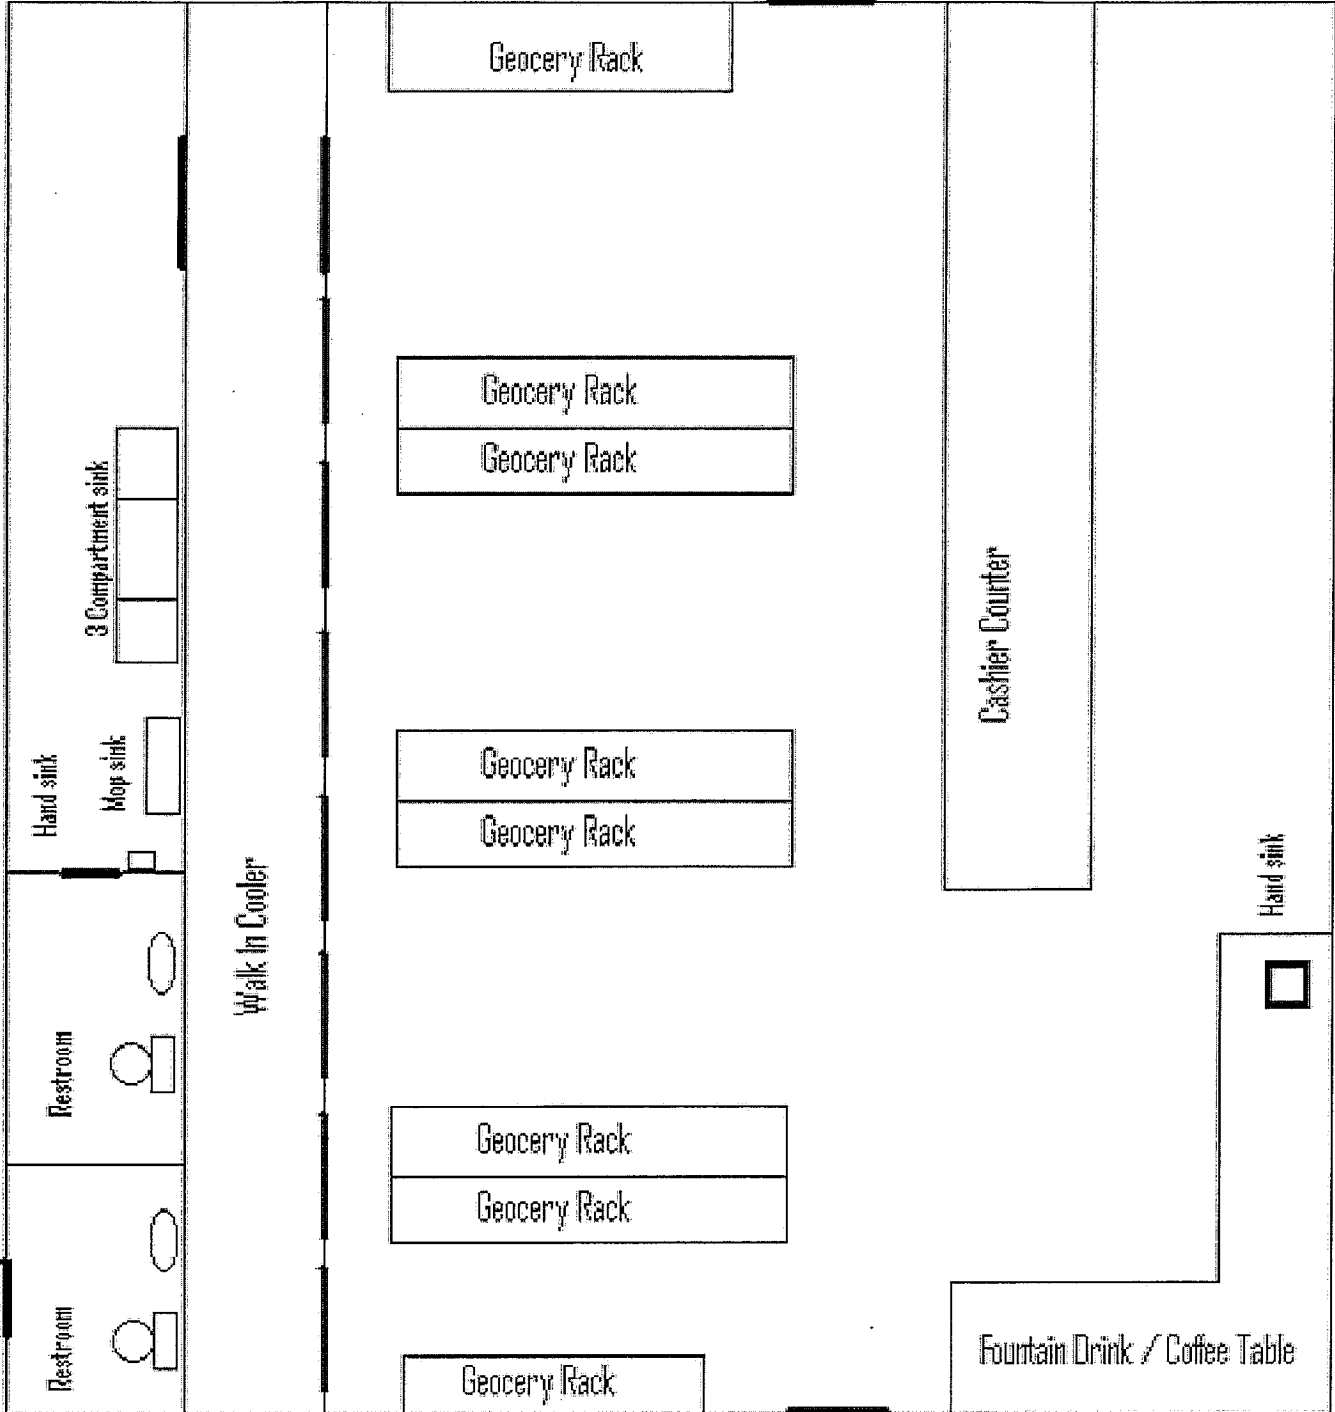 Geocery Rack
Geocery Rack
Geocery Rack
3 Compartment sink
Cashier Counter
Hand sink
Mop sink
Geocery Rack
Geocery Rack
Walk In Cooler
Hand sink
Restroom
Geocery Rack
Geocery Rack
Restroom
Fountain Drink / Coffee Table
Geocery Rack